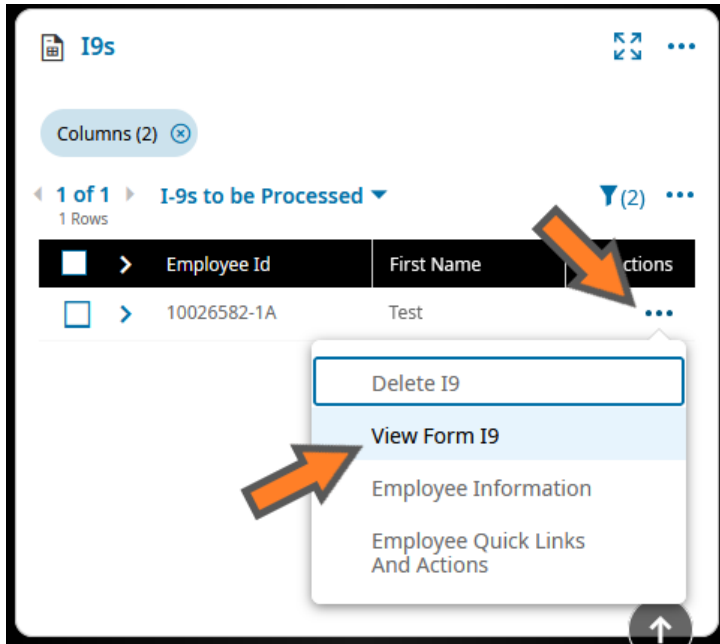 I9s
Columns (2)
1 of 1 I-9s to be Processed (2)
1 Rows
Employee Id First Name ctions
10026582-1A Test
Delete I9
View Form I9
Employee Information
Employee Quick Links
And Actions